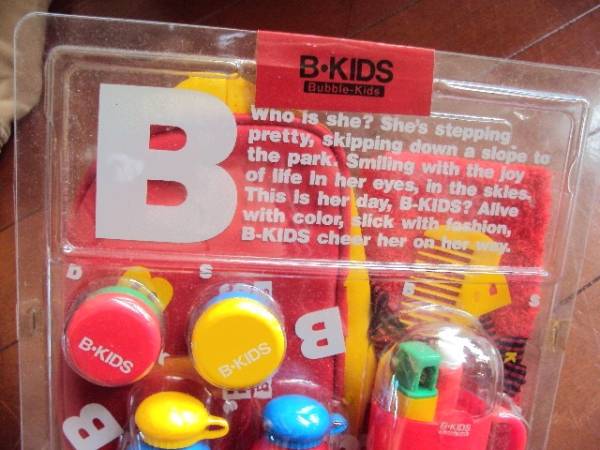 B•KIDS
Bubble-Kids
B
Who is she? She's stepping
pretty, skipping down a slope to
the park. Smiling with the joy
of life in her eyes, in the skies.
This is her day, B-KIDS? Alive
with color, slick with fashion,
B-KIDS cheer her on her way.
D
S
B
S
B•KIDS
B•KIDS
B
K
B
B•KIDS